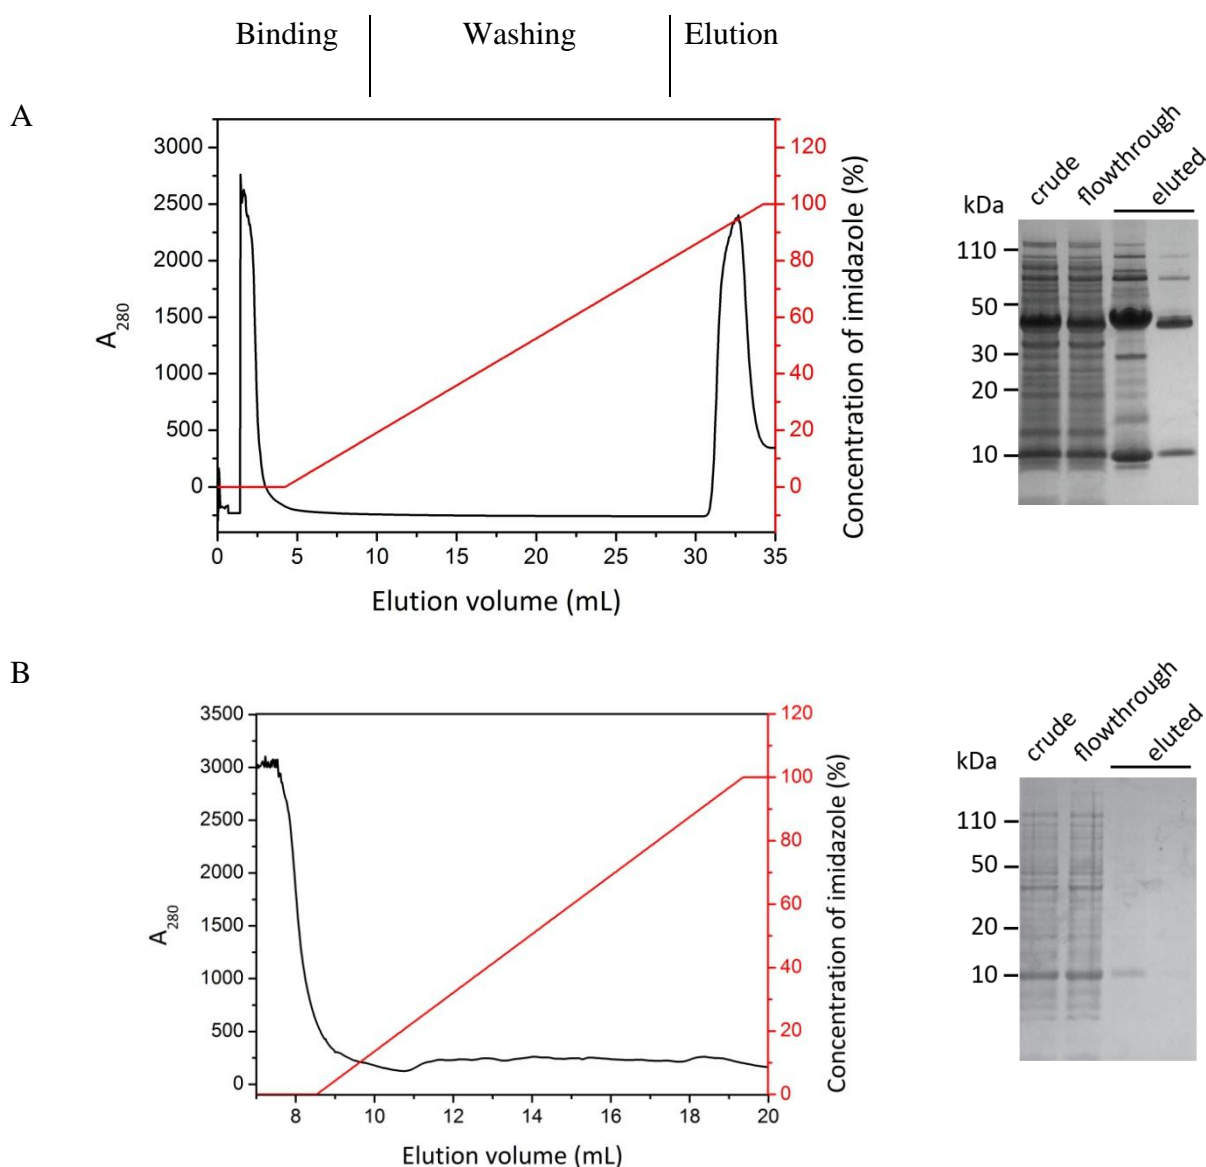 Binding Washing Elution
A
3000
2500
2000
1500
1000
500
0
A280
0 5 10 15 20 25 30 35
Elution volume (mL)
120
100
80
60
40
20
0
Concentration of imidazole (%)
crude flowthrough eluted
kDa
110
50
30
20
10
B
3500
3000
2500
2000
1500
1000
500
0
A280
8 10 12 14 16 18 20
Elution volume (mL)
120
100
80
60
40
20
0
Concentration of imidazole (%)
crude flowthrough eluted
kDa
110
50
20
10